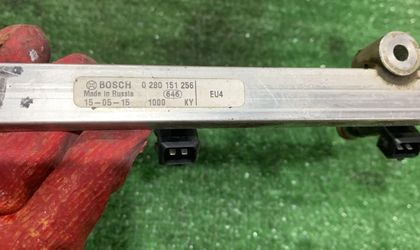 BOSCH 0 280 151 256
Made in Russia 646 EU4
15-05-15 1000 KY